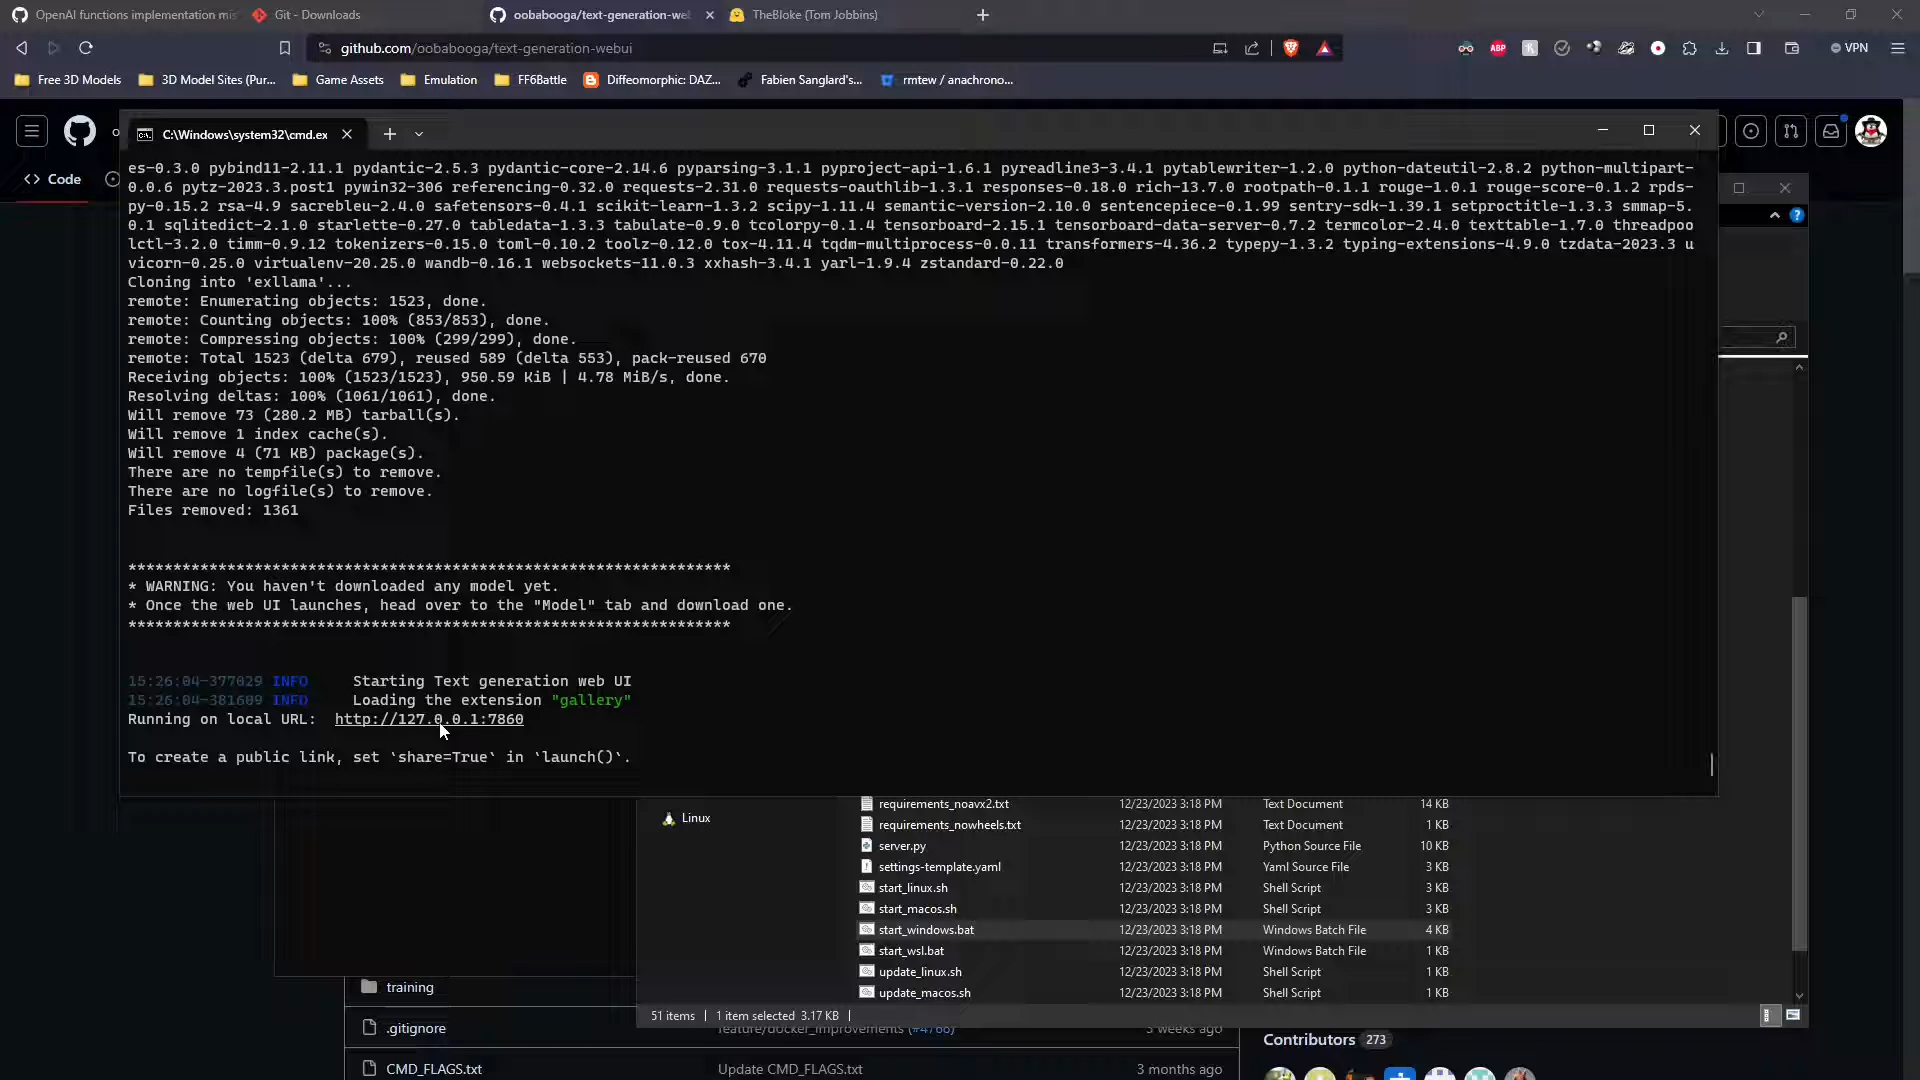 OpenAI functions implementation mis
Git - Downloads
oobabooga/text-generation-we
TheBloke (Tom Jobbins)
github.com/oobabooga/text-generation-webui
VPN
Free 3D Models
3D Model Sites (Pur...
Game Assets
Emulation
FF6Battle
Diffeomorphic: DAZ...
Fabien Sanglard's...
rmtew / anachrono...
C:\Windows\system32\cmd.ex
Code
es-0.3.0 pybind11-2.11.1 pydantic-2.5.3 pydantic-core-2.14.6 pyparsing-3.1.1 pyproject-api-1.6.1 pyreadline3-3.4.1 pytablewriter-1.2.0 python-dateutil-2.8.2 python-multipart-
0.0.6 pytz-2023.3.post1 pywin32-306 referencing-0.32.0 requests-2.31.0 requests-oauthlib-1.3.1 responses-0.18.0 rich-13.7.0 rootpath-0.1.1 rouge-1.0.1 rouge-score-0.1.2 rpds-
py-0.15.2 rsa-4.9 sacrebleu-2.4.0 safetensors-0.4.1 scikit-learn-1.3.2 scipy-1.11.4 semantic-version-2.10.0 sentencepiece-0.1.99 sentry-sdk-1.39.1 setproctitle-1.3.3 smmap-5.
0.1 sqlitedict-2.1.0 starlette-0.27.0 tabledata-1.3.3 tabulate-0.9.0 tcolorpy-0.1.4 tensorboard-2.15.1 tensorboard-data-server-0.7.2 termcolor-2.4.0 texttable-1.7.0 threadpoo
lctl-3.2.0 timm-0.9.12 tokenizers-0.15.0 toml-0.10.2 toolz-0.12.0 tox-4.11.4 tqdm-multiprocess-0.0.11 transformers-4.36.2 typepy-1.3.2 typing-extensions-4.9.0 tzdata-2023.3 u
vicorn-0.25.0 virtualenv-20.25.0 wandb-0.16.1 websockets-11.0.3 xxhash-3.4.1 yarl-1.9.4 zstandard-0.22.0
Cloning into 'exllama'...
remote: Enumerating objects: 1523, done.
remote: Counting objects: 100% (853/853), done.
remote: Compressing objects: 100% (299/299), done.
remote: Total 1523 (delta 679), reused 589 (delta 553), pack-reused 670
Receiving objects: 100% (1523/1523), 950.59 KiB | 4.78 MiB/s, done.
Resolving deltas: 100% (1061/1061), done.
Will remove 73 (280.2 MB) tarball(s).
Will remove 1 index cache(s).
Will remove 4 (71 KB) package(s).
There are no tempfile(s) to remove.
There are no logfile(s) to remove.
Files removed: 1361
*******************************************************************
* WARNING: You haven't downloaded any model yet.
* Once the web UI launches, head over to the "Model" tab and download one.
*******************************************************************
15:26:04-377029 INFO     Starting Text generation web UI
15:26:04-381609 INFO     Loading the extension "gallery"
Running on local URL:  http://127.0.0.1:7860
To create a public link, set `share=True` in `launch()`.
Linux
requirements_noavx2.txt 12/23/2023 3:18 PM Text Document 14 KB
requirements_nowheels.txt 12/23/2023 3:18 PM Text Document 1 KB
server.py 12/23/2023 3:18 PM Python Source File 10 KB
settings-template.yaml 12/23/2023 3:18 PM Yaml Source File 3 KB
start_linux.sh 12/23/2023 3:18 PM Shell Script 3 KB
start_macos.sh 12/23/2023 3:18 PM Shell Script 3 KB
start_windows.bat 12/23/2023 3:18 PM Windows Batch File 4 KB
start_wsl.bat 12/23/2023 3:18 PM Windows Batch File 1 KB
update_linux.sh 12/23/2023 3:18 PM Shell Script 1 KB
update_macos.sh 12/23/2023 3:18 PM Shell Script 1 KB
51 items 1 item selected 3.17 KB
training
.gitignore feature/docker_improvements (#4768) 3 weeks ago
CMD_FLAGS.txt Update CMD_FLAGS.txt 3 months ago
Contributors 273